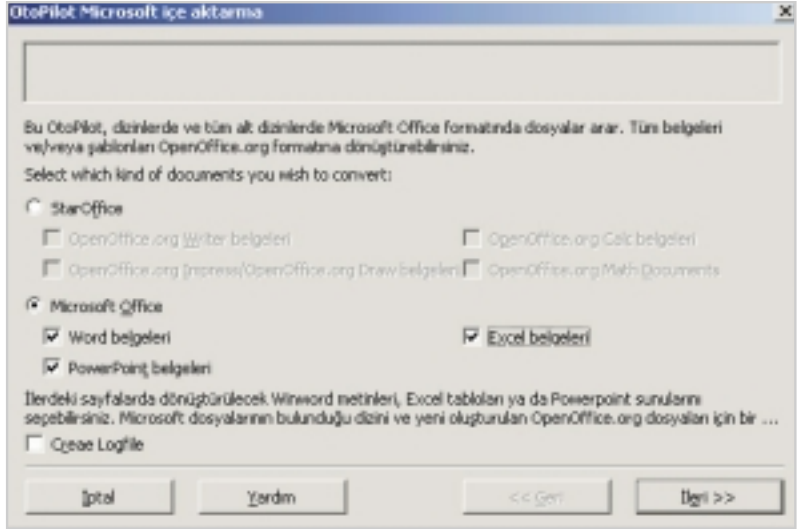 OtoPilot Microsoft içe aktarma
Bu OtoPilot, dizinlerde ve tüm alt dizinlerde Microsoft Office formatında dosyalar arar. Tüm belgeleri
ve/veya şablonları OpenOffice.org formatına dönüştürebilirsiniz.
Select which kind of documents you wish to convert:
StarOffice
OpenOffice.org Writer belgeleri
OpenOffice.org Calc belgeleri
OpenOffice.org Impress/OpenOffice.org Draw belgeleri
OpenOffice.org Math Documents
Microsoft Office
Word belgeleri
Excel belgeleri
PowerPoint belgeleri
İlerdeki sayfalarda dönüştürülecek Winword metinleri, Excel tabloları ya da Powerpoint sunularını
seçebilirsiniz. Microsoft dosyalarının bulunduğu dizini ve yeni oluşturulan OpenOffice.org dosyaları için bir ...
Creae Logfile
İptal
Yardım
<< Geri
İleri >>